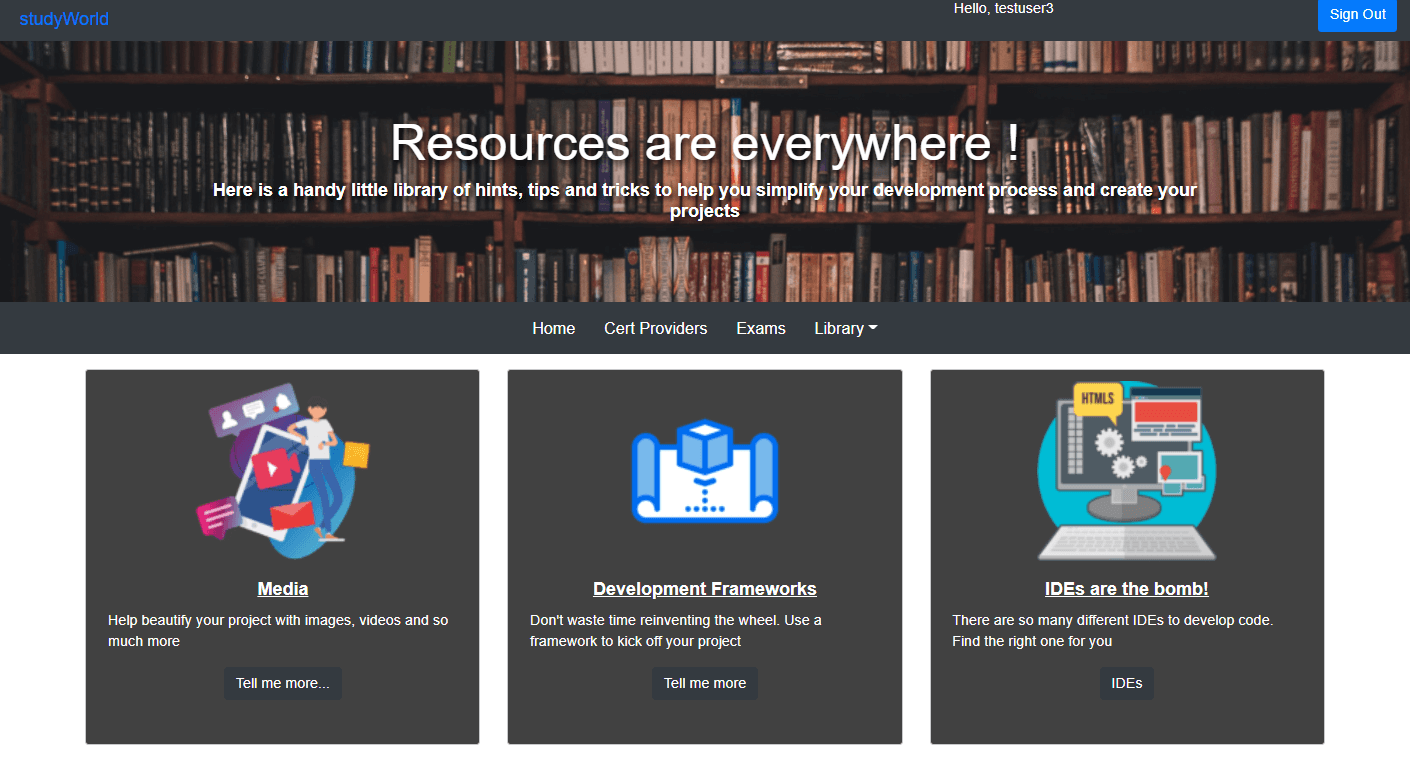 studyWorld
Hello, testuser3
Sign Out
Resources are everywhere !
Here is a handy little library of hints, tips and tricks to help you simplify your development process and create your
projects
Home
Cert Providers
Exams
Library
HTMLS
Media
Help beautify your project with images, videos and so
much more
Tell me more...
Development Frameworks
Don't waste time reinventing the wheel. Use a
framework to kick off your project
Tell me more
IDEs are the bomb!
There are so many different IDEs to develop code.
Find the right one for you
IDEs